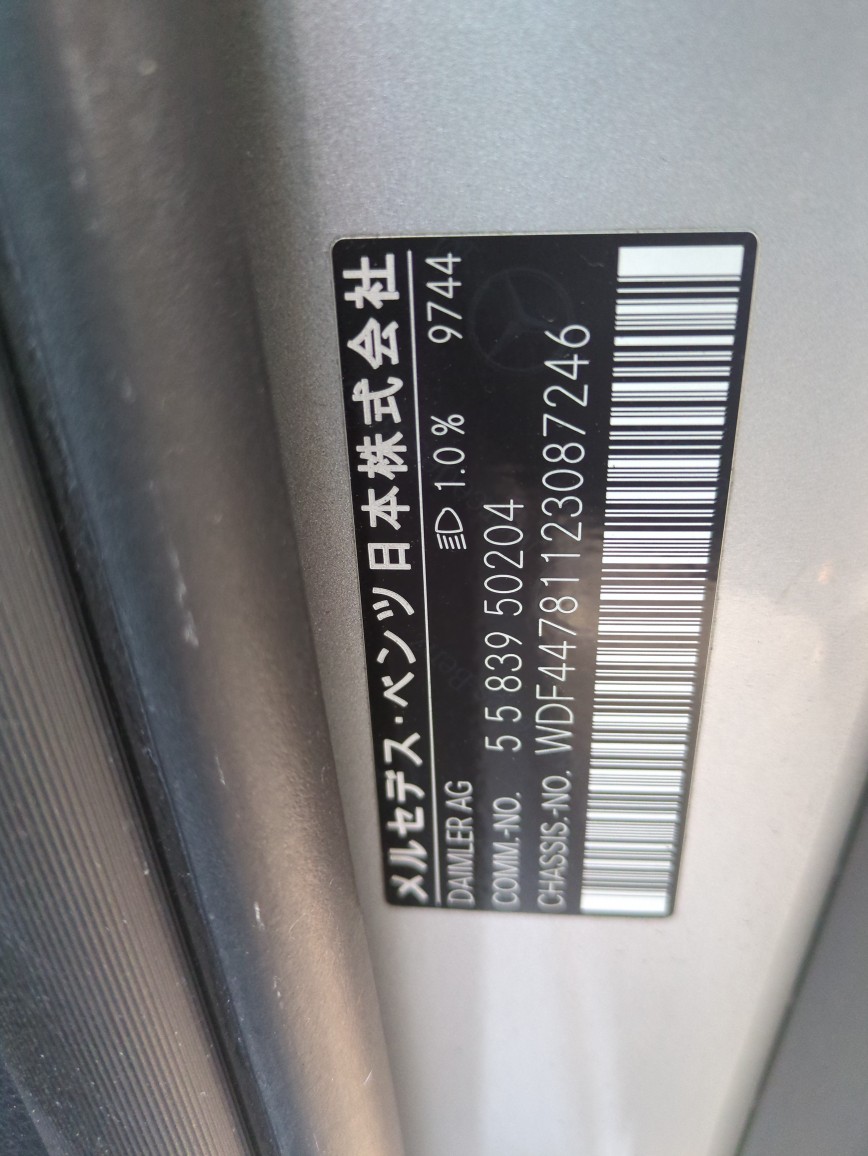 メルセデス・ベンツ日本株式会社
DAIMLER AG 1.0% 9744
COMM.-NO. 5 5 839 50204
CHASSIS.-NO. WDF44781123087246